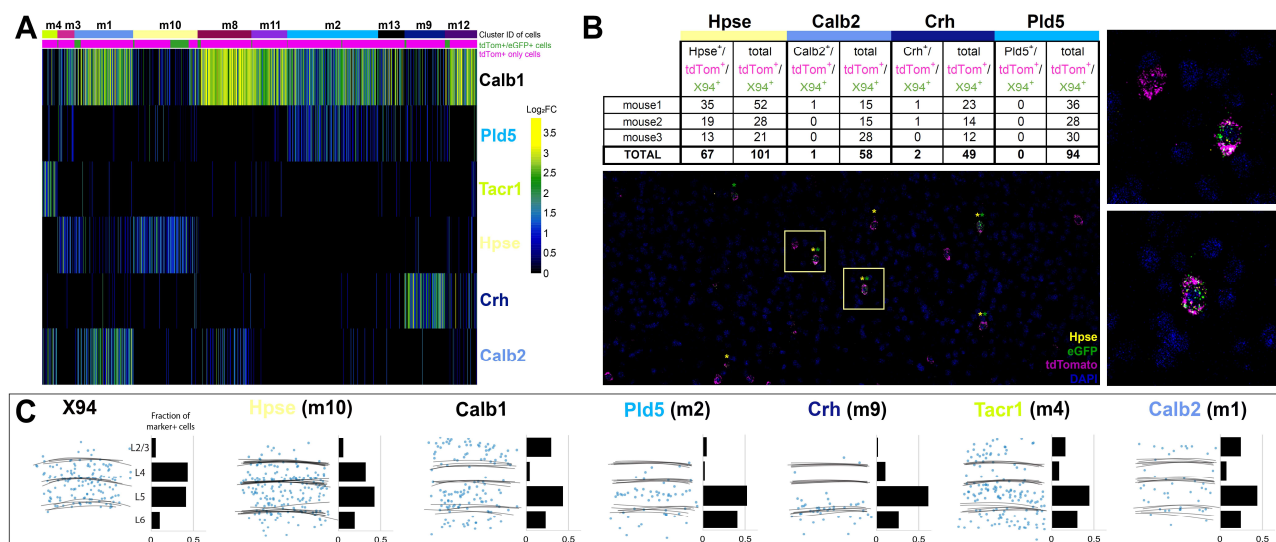 A
m4 m3 m1 m10 m8 m11 m2 m13 m9 m12
Cluster ID of cells
tdTom+/eGFP+ cells
tdTom+ only cells
Calb1
Pld5
Tacr1
Hpse
Crh
Calb2
Log₂FC
3.5
3
2.5
2
1.5
1
0.5
0
B
Hpse Calb2 Crh Pld5
Hpse⁺/ total Calb2⁺/ total Crh⁺/ total Pld5⁺/ total
tdTom⁺/ tdTom⁺/ tdTom⁺/ tdTom⁺/ tdTom⁺/ tdTom⁺/ tdTom⁺/ tdTom⁺/
X94⁺ X94⁺ X94⁺ X94⁺ X94⁺ X94⁺ X94⁺ X94⁺
mouse1 35 52 1 15 1 23 0 36
mouse2 19 28 0 15 1 14 0 28
mouse3 13 21 0 28 0 12 0 30
TOTAL 67 101 1 58 2 49 0 94
Hpse
eGFP
tdTomato
DAPI
C
X94 Hpse (m10) Calb1 Pld5 (m2) Crh (m9) Tacr1 (m4) Calb2 (m1)
Fraction of
marker+ cells
L2/3
L4
L5
L6
0 0.5 0 0.5 0 0.5 0 0.5 0 0.5 0 0.5 0 0.5